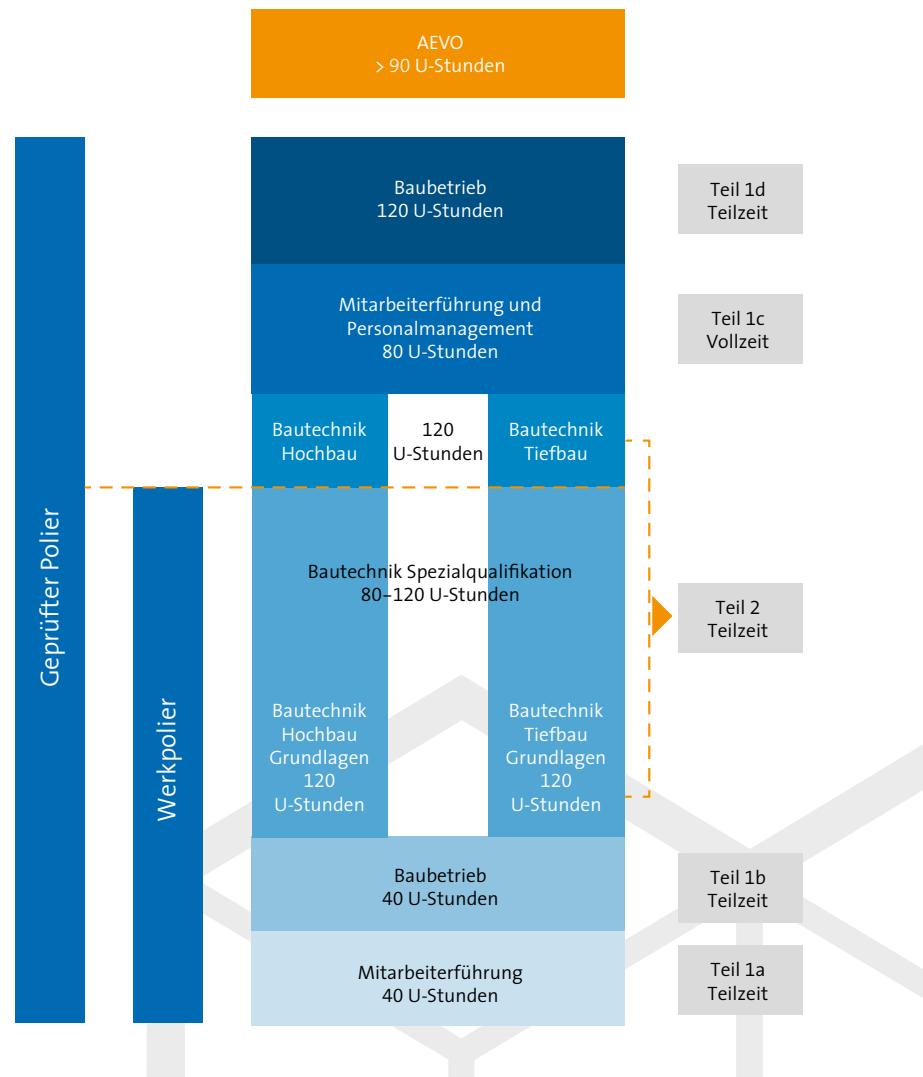 AEVO
> 90 U-Stunden
Geprüfter Polier
Werkpolier
Baubetrieb
120 U-Stunden
Teil 1d
Teilzeit
Mitarbeiterführung und
Personalmanagement
80 U-Stunden
Teil 1c
Vollzeit
Bautechnik
Hochbau
120
U-Stunden
Bautechnik
Tiefbau
Bautechnik Spezialqualifikation
80–120 U-Stunden
Teil 2
Teilzeit
Bautechnik
Hochbau
Grundlagen
120
U-Stunden
Bautechnik
Tiefbau
Grundlagen
120
U-Stunden
Baubetrieb
40 U-Stunden
Teil 1b
Teilzeit
Mitarbeiterführung
40 U-Stunden
Teil 1a
Teilzeit